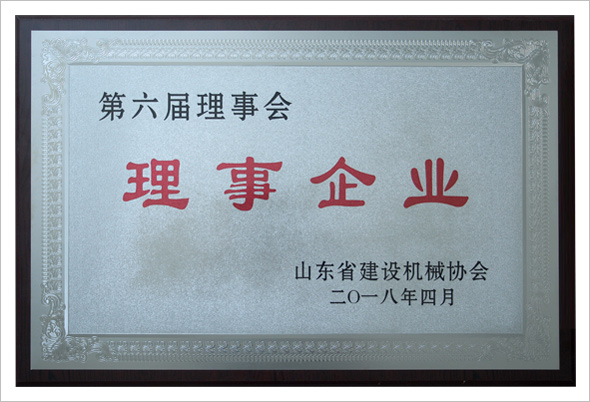 第六届理事会
理事企业
山东省建设机械协会
二〇一八年四月